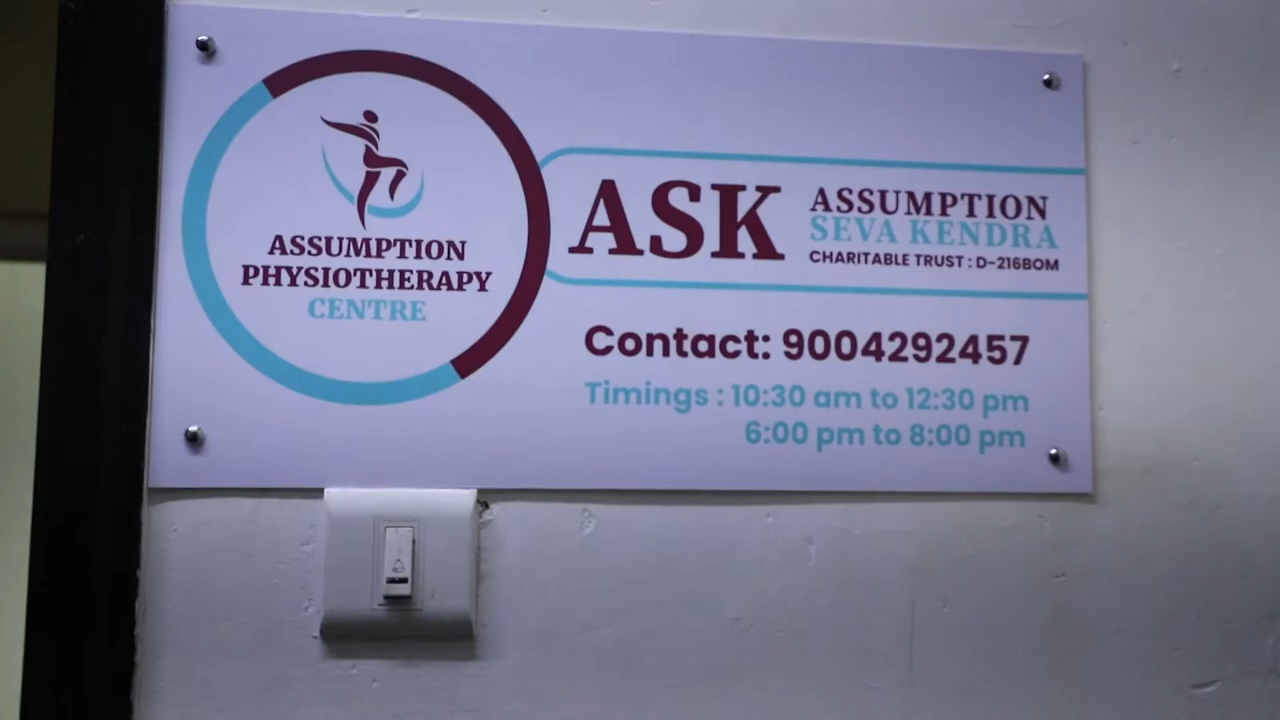 ASSUMPTION
PHYSIOTHERAPY
CENTRE
ASK
ASSUMPTION
SEVA KENDRA
CHARITABLE TRUST : D-216BOM
Contact: 9004292457
Timings : 10:30 am to 12:30 pm
6:00 pm to 8:00 pm